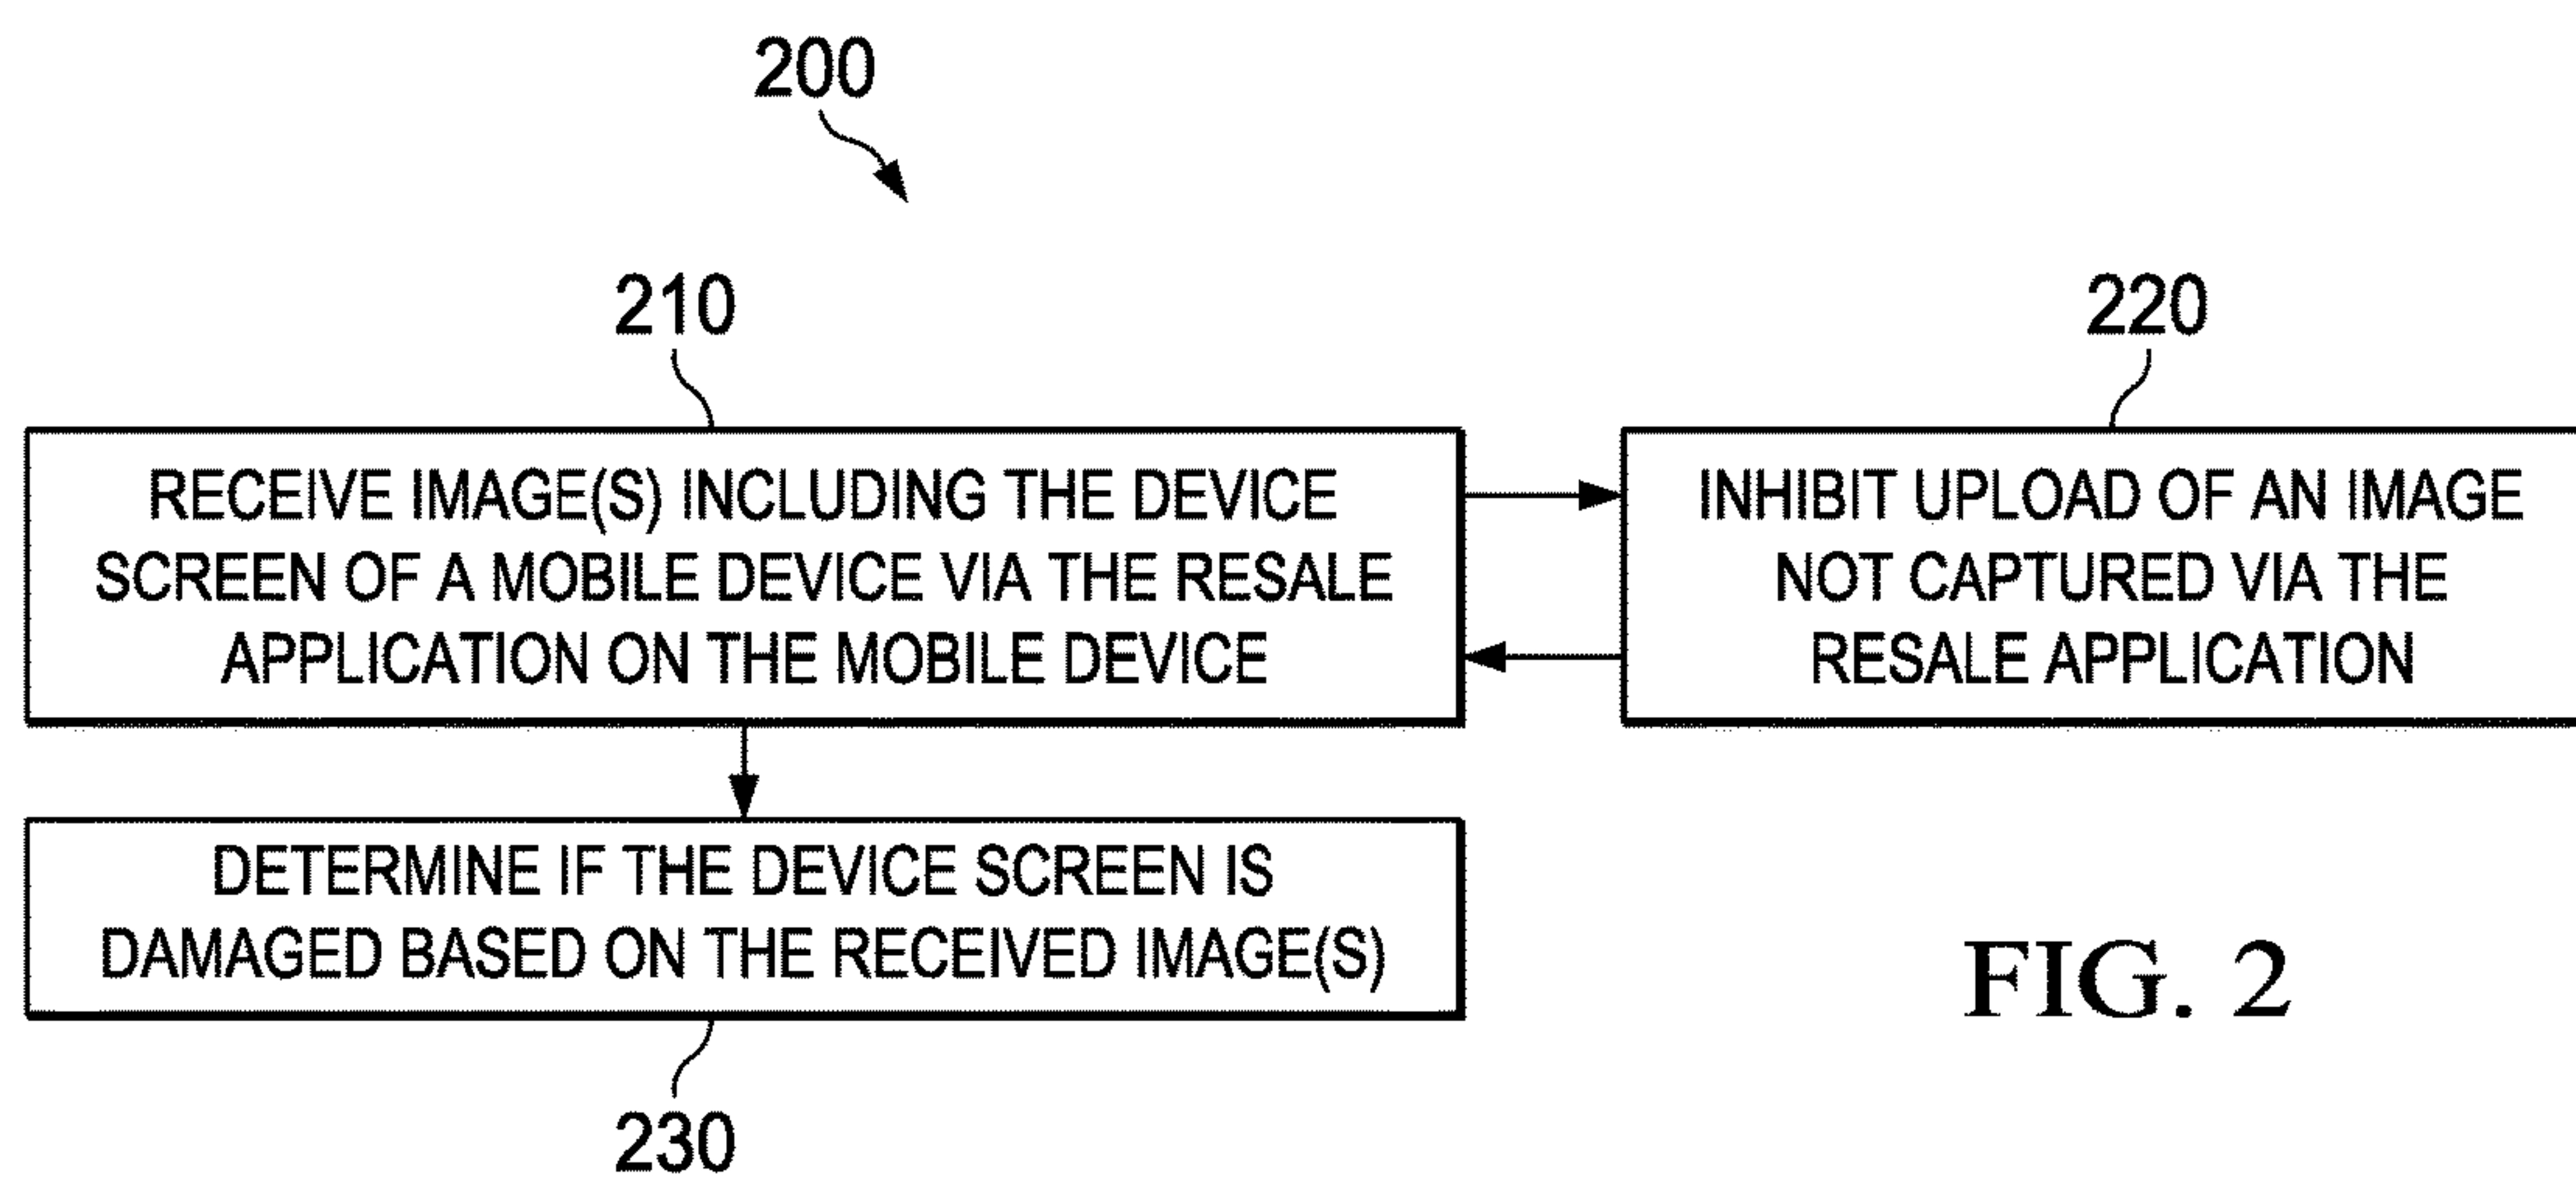 200
210
220
RECEIVE IMAGE(S) INCLUDING THE DEVICE
SCREEN OF A MOBILE DEVICE VIA THE RESALE
APPLICATION ON THE MOBILE DEVICE
INHIBIT UPLOAD OF AN IMAGE
NOT CAPTURED VIA THE
RESALE APPLICATION
DETERMINE IF THE DEVICE SCREEN IS
DAMAGED BASED ON THE RECEIVED IMAGE(S)
230
FIG. 2